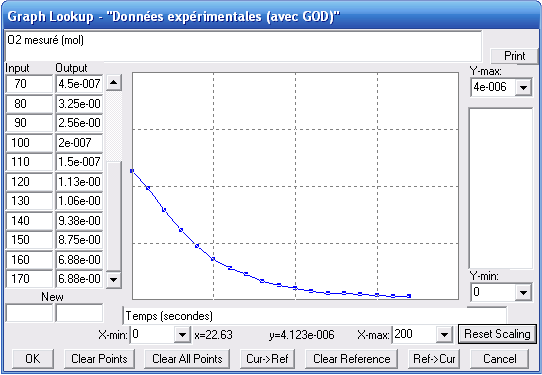 Graph Lookup - "Données expérimentales (avec GOD)"
O2 mesuré (mol)
Print
Input Output
Y-max:
70 4.5e-007
4e-006
80 3.25e-00
90 2.56e-00
100 2e-007
110 1.5e-007
120 1.13e-00
130 1.06e-00
140 9.38e-00
150 8.75e-00
160 6.88e-00
170 6.88e-00
Y-min:
0
New
Temps (secondes)
X-min: 0 x=22.63 y=4.123e-006 X-max: 200 Reset Scaling
OK Clear Points Clear All Points Cur->Ref Clear Reference Ref->Cur Cancel